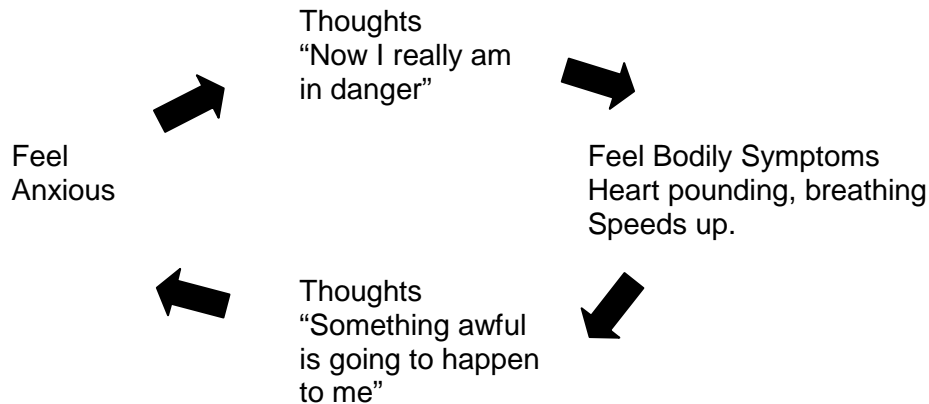 Thoughts
“Now I really am
in danger”
Feel
Anxious
Feel Bodily Symptoms
Heart pounding, breathing
Speeds up.
Thoughts
“Something awful
is going to happen
to me”